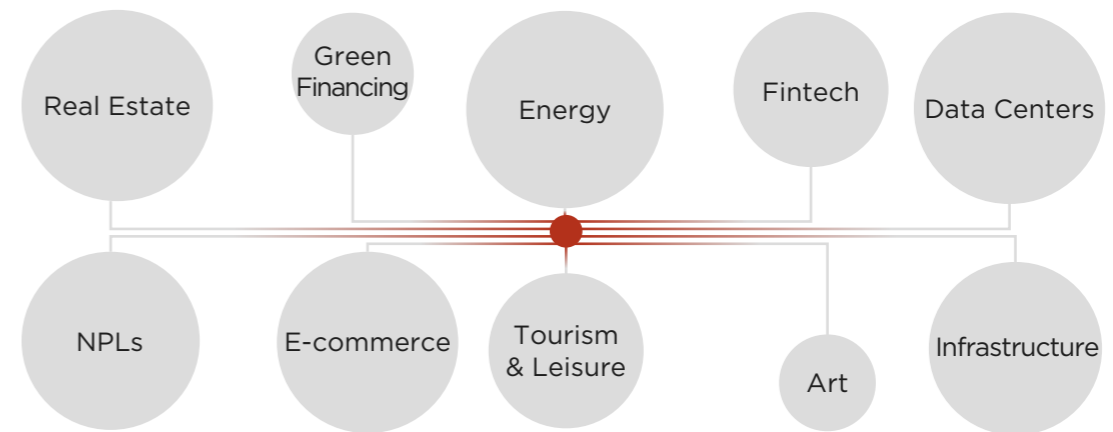 Real Estate
Green
Financing
Energy
Fintech
Data Centers
NPLs
E-commerce
Tourism
& Leisure
Art
Infrastructure